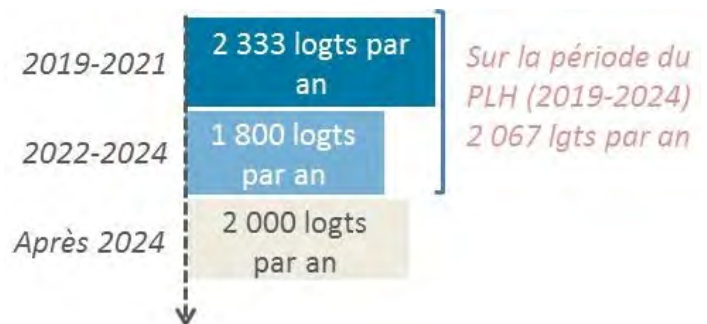 2019-2021
2 333 logts par
an
2022-2024
1 800 logts
par an
Après 2024
2 000 logts
par an
Sur la période du
PLH (2019-2024)
2 067 lgts par an